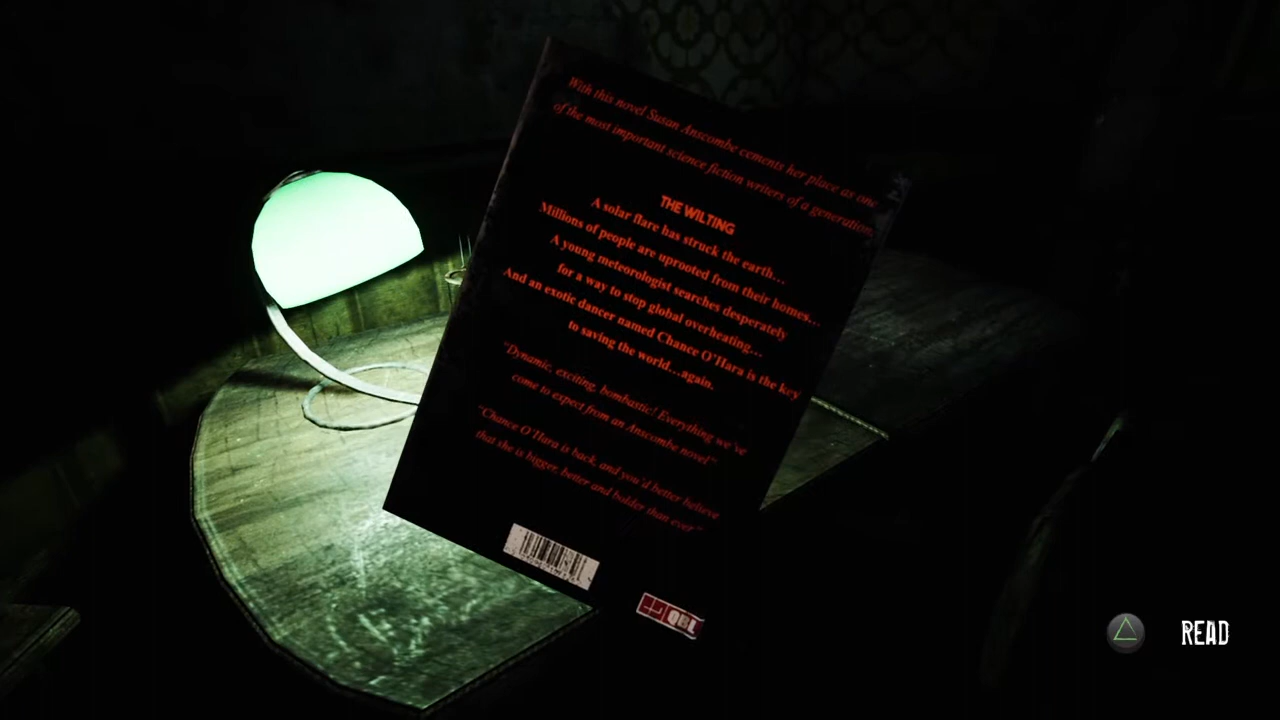 With this novel Susan Anscombe cements her place as one
of the most important science fiction writers of a generation.
THE WILTING
A solar flare has struck the earth...
Millions of people are uprooted from their homes...
A young meteorologist searches desperately
for a way to stop global overheating...
And an exotic dancer named Chance O'Hara is the key
to saving the world...again.
"Dynamic, exciting, bombastic! Everything we've
come to expect from an Anscombe novel"
"Chance O'Hara is back, and you'd better believe
that she is bigger, better and bolder than ever"
QBL
READ